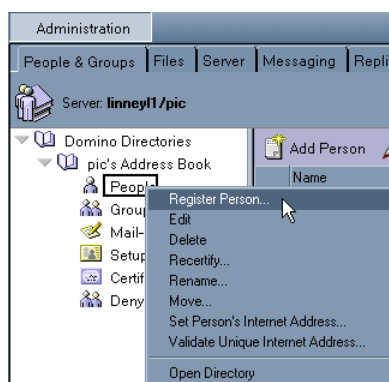 Administration
People & Groups Files Server Messaging
Server: linneyl1/pic
Domino Directories
pic's Address Book
Add Person
Name
Register Person...
Edit
Delete
Recertify...
Rename...
Move...
Set Person's Internet Address...
Validate Unique Internet Address...
Open Directory